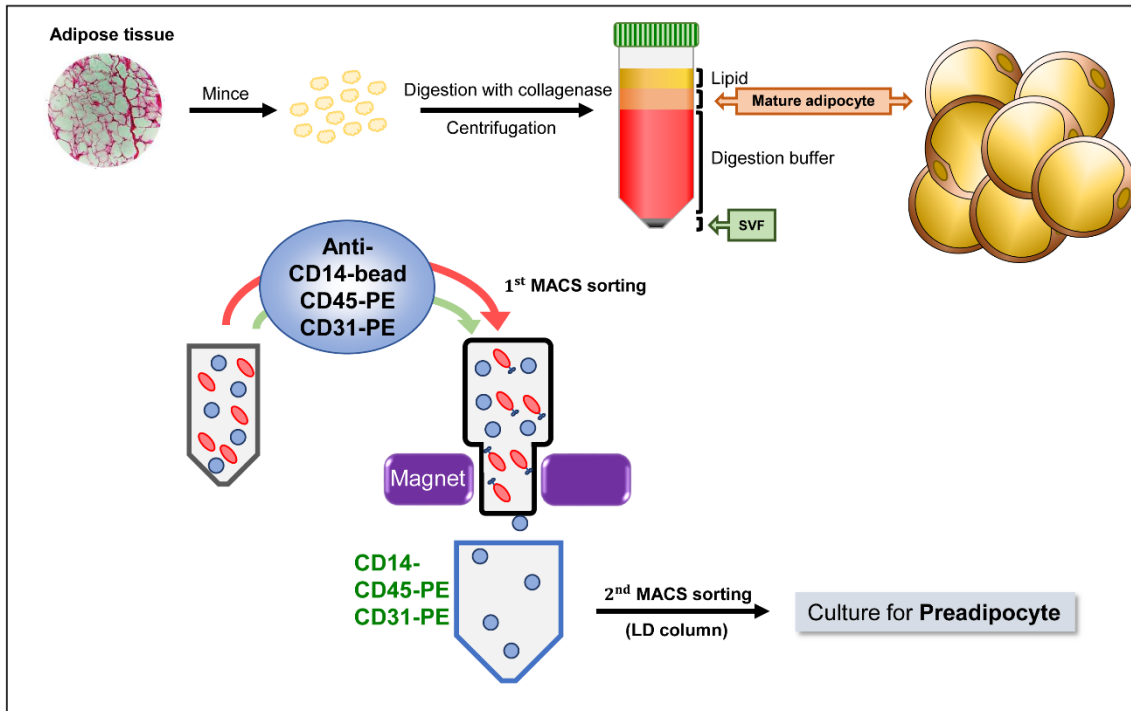 Adipose tissue
Mince
Digestion with collagenase
Centrifugation
Lipid
Mature adipocyte
Digestion buffer
SVF
Anti-
CD14-bead
CD45-PE
CD31-PE
1st MACS sorting
Magnet
CD14-
CD45-PE
CD31-PE
2nd MACS sorting
(LD column)
Culture for Preadipocyte